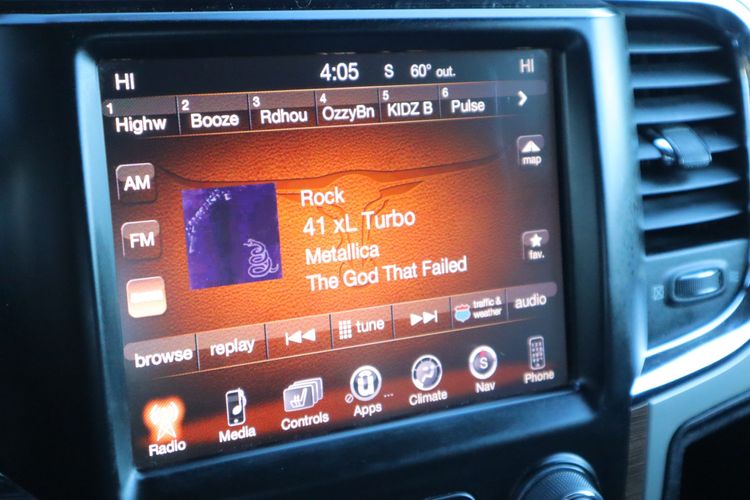 HI 4:05 S 60° out. HI
1 Highw 2 Booze 3 Rdhou 4 OzzyBn 5 KIDZ B 6 Pulse
map
AM
Rock
41 xL Turbo
FM
Metallica
The God That Failed
fav.
browse replay tune traffic & weather audio
Radio Media Controls Apps ... Climate S Nav Phone